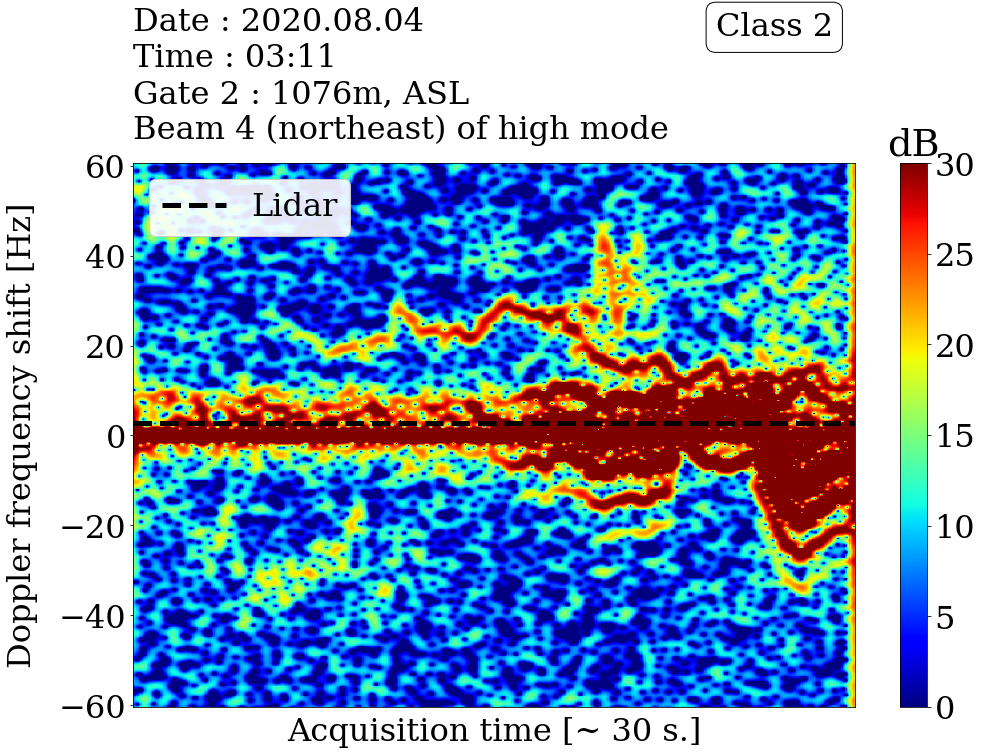 Date : 2020.08.04
Time : 03:11
Gate 2 : 1076m, ASL
Beam 4 (northeast) of high mode
Class 2
dB
Lidar
60
40
20
0
−20
−40
−60
30
25
20
15
10
5
0
Doppler frequency shift [Hz]
Acquisition time [~ 30 s.]